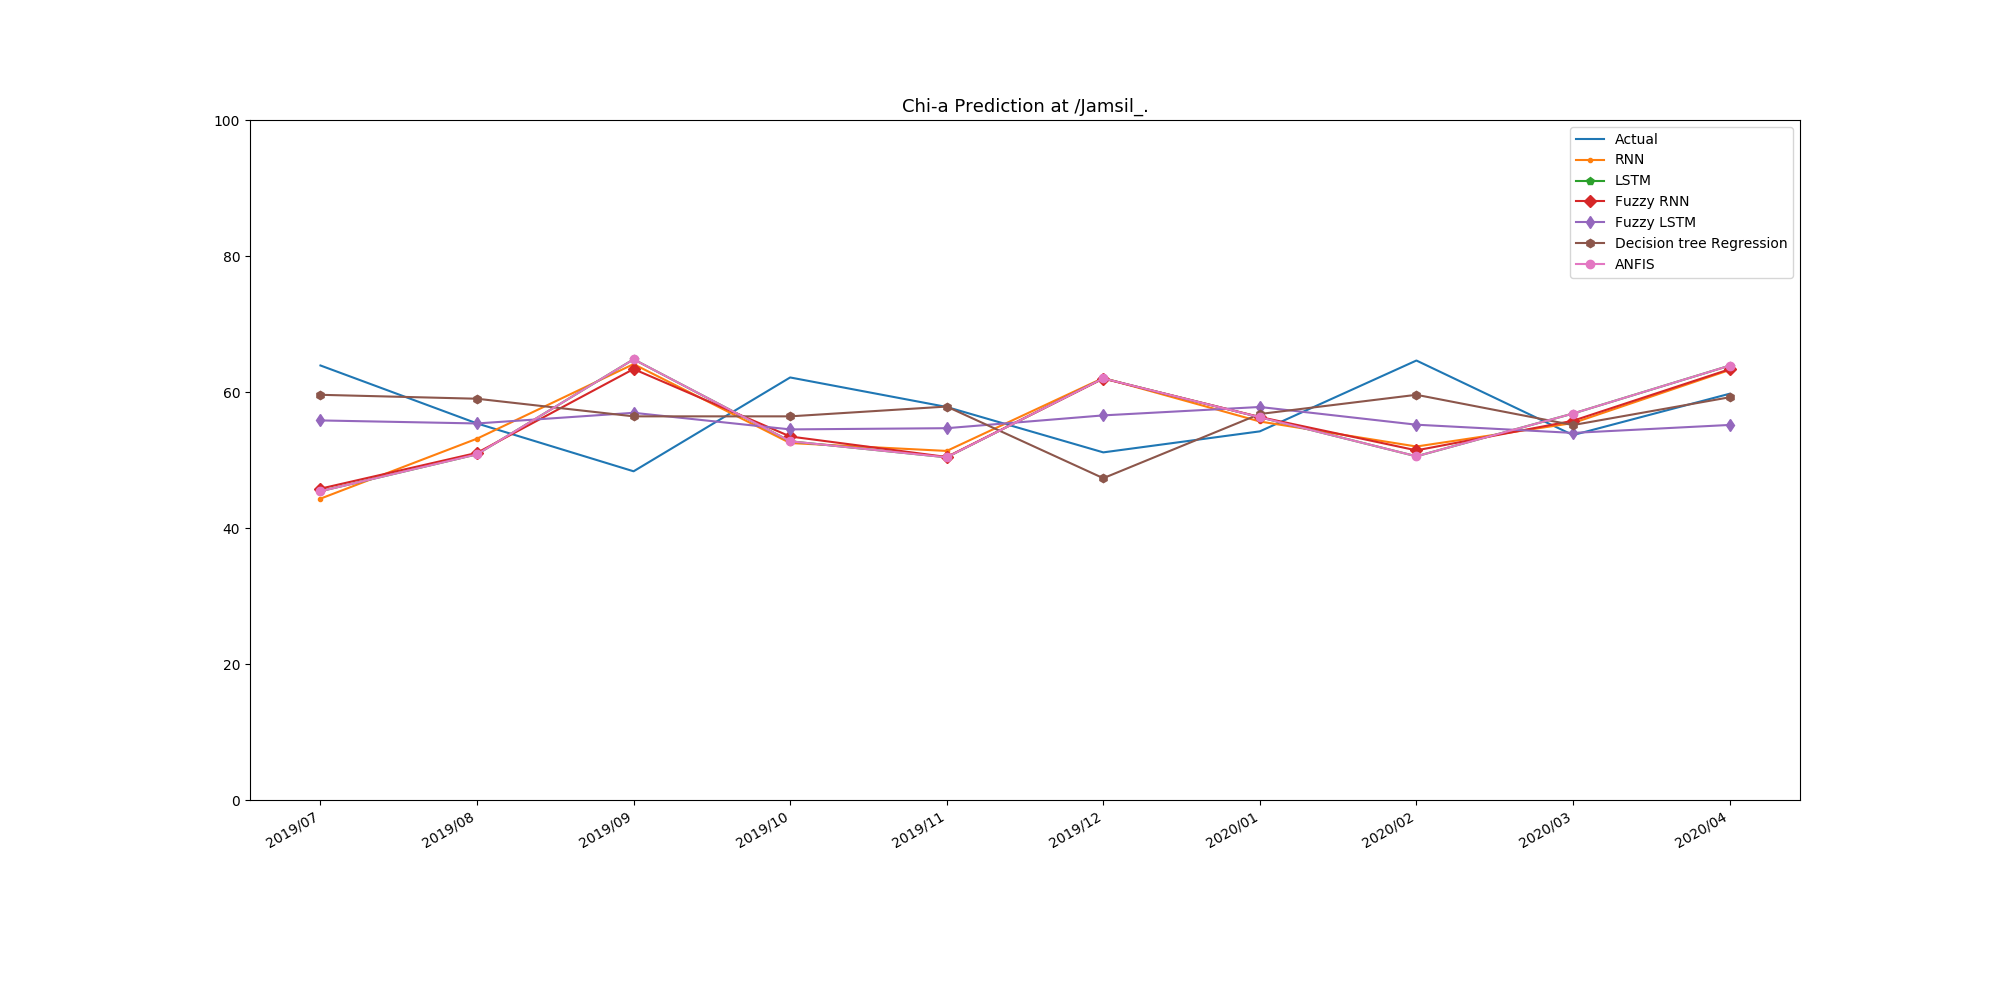 Chi-a Prediction at /Jamsil_.
100
80
60
40
20
0
Actual
RNN
LSTM
Fuzzy RNN
Fuzzy LSTM
Decision tree Regression
ANFIS
2019/07
2019/08
2019/09
2019/10
2019/11
2019/12
2020/01
2020/02
2020/03
2020/04